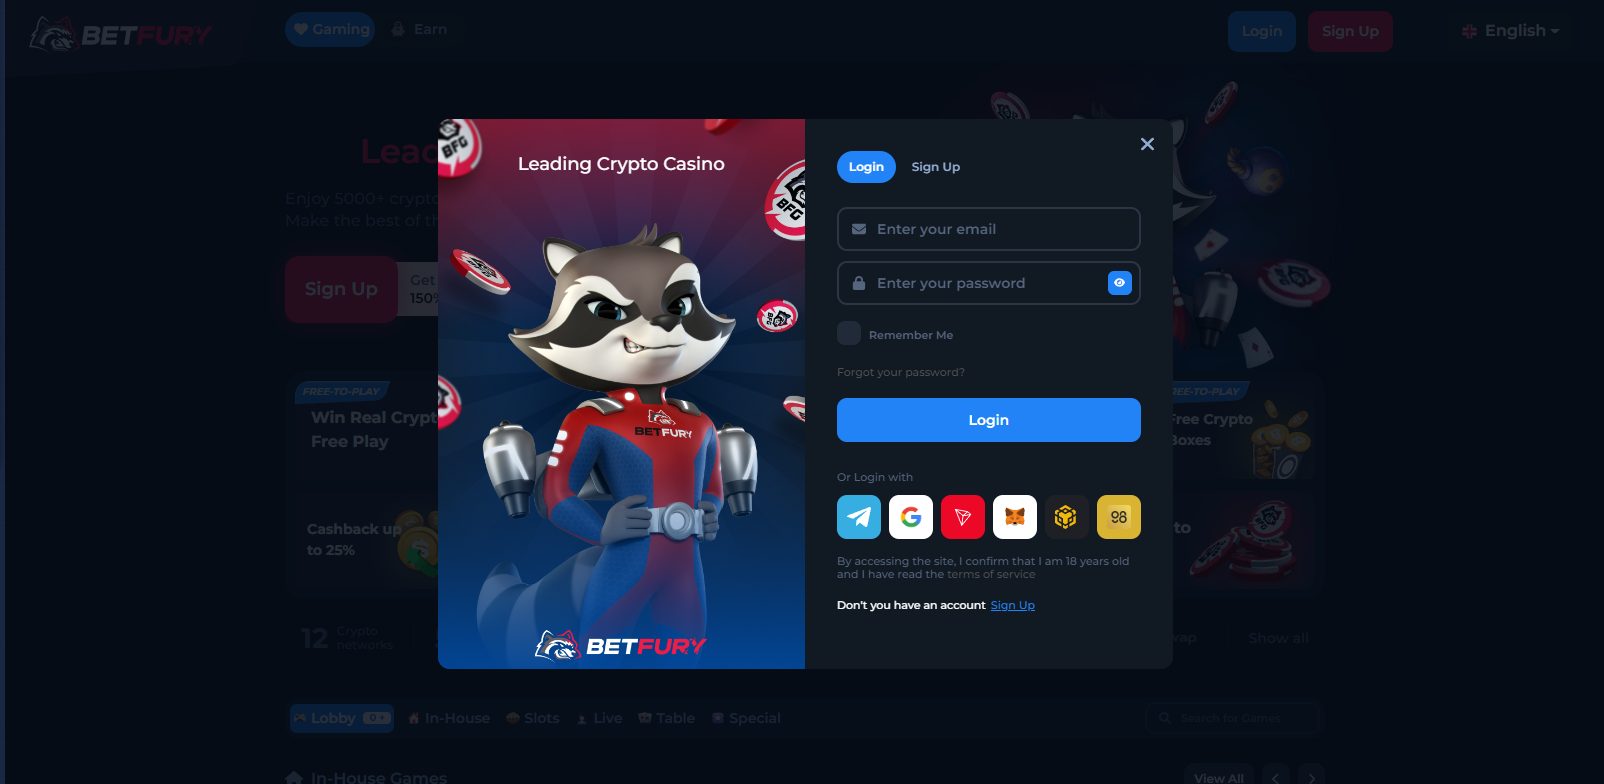 BETFURY
Gaming
Earn
Login
Sign Up
English
Lead
Enjoy 5000+ crypto
Make the best of th
Sign Up
Get
150%
FREE-TO-PLAY
Win Real Crypt
Free Play
Cashback up
to 25%
12
Crypto
networks
BFG
Leading Crypto Casino
BFG
BETFURY
BETFURY
Login
Sign Up
Enter your email
Enter your password
Remember Me
Forgot your password?
Login
Or Login with
98
By accessing the site, I confirm that I am 18 years old
and I have read the terms of service
Don't you have an account Sign Up
EE-TO-PLAY
Free Crypto
Boxes
Show all
Lobby
In-House
Slots
Live
Table
Special
Search for Games
In-House Games
View All